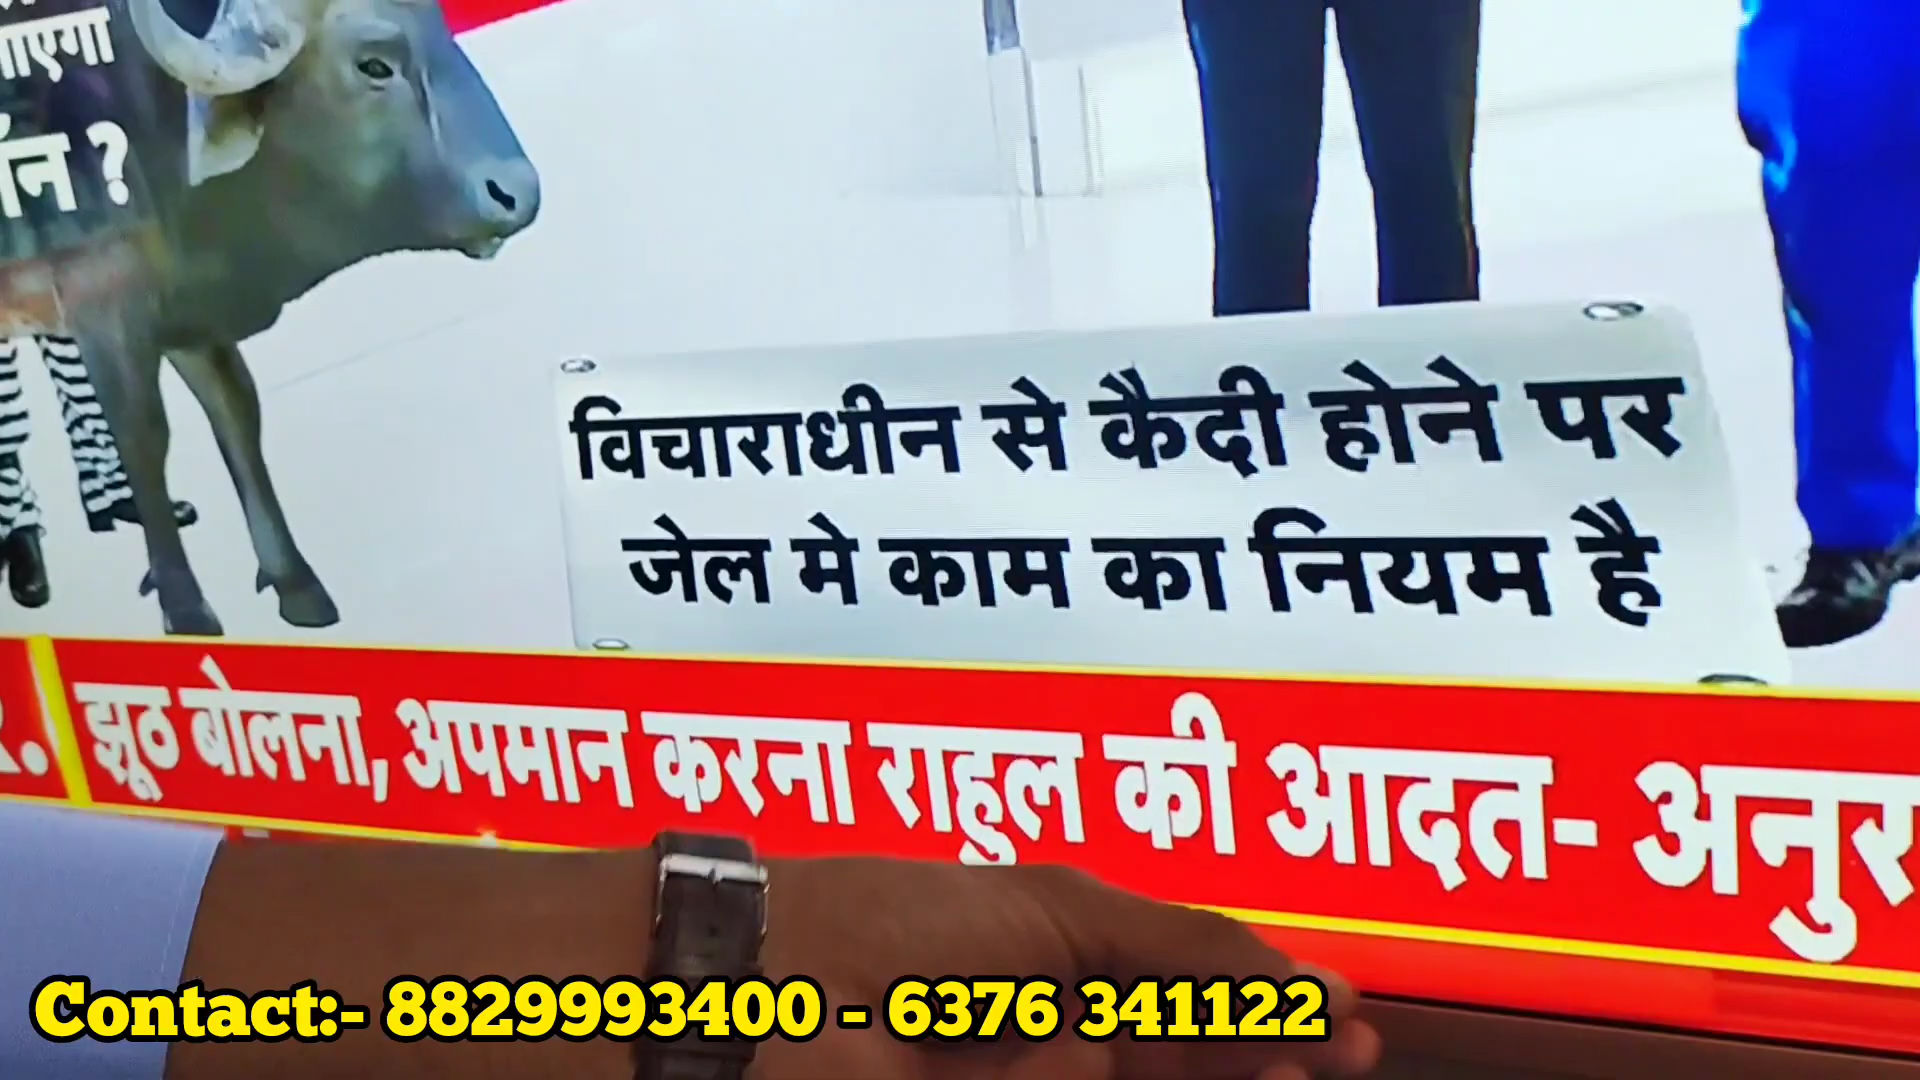 विचाराधीन से कैदी होने पर
जेल मे काम का नियम है
झूठ बोलना, अपमान करना राहुल की आदत- अनुर
Contact:- 8829993400 - 6376 341122